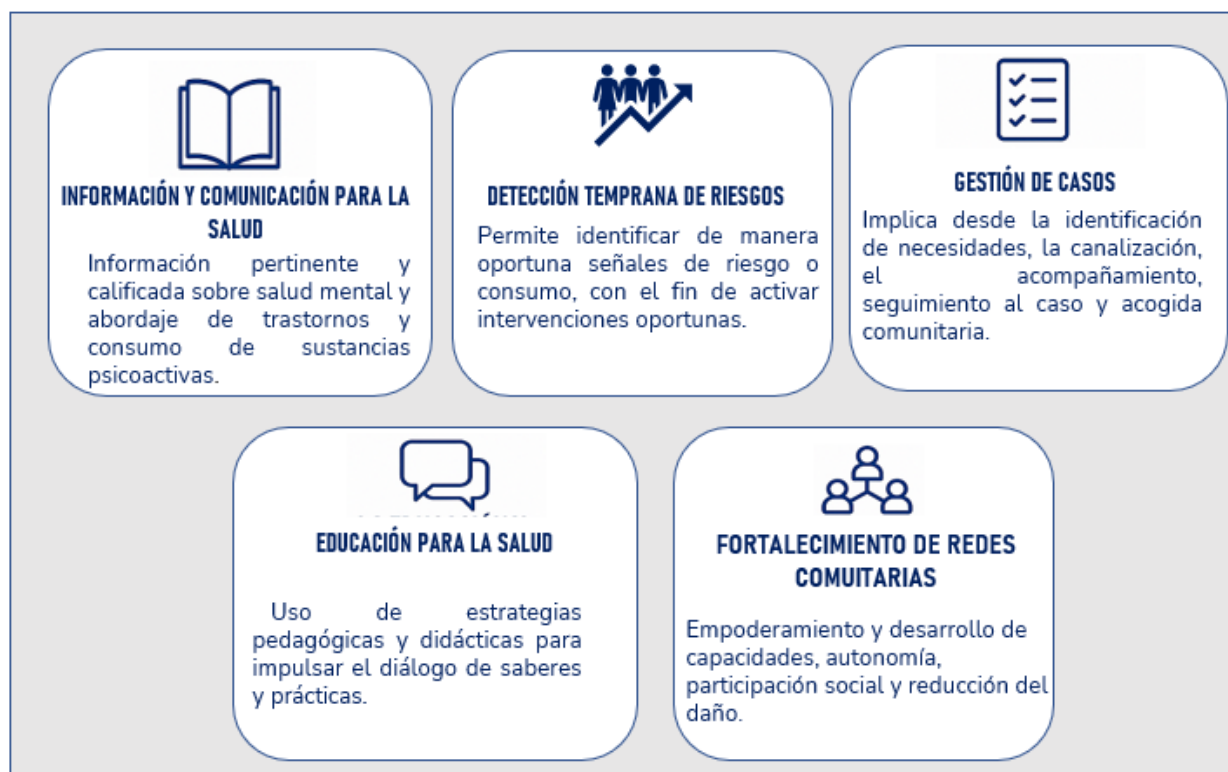 INFORMACIÓN Y COMUNICACIÓN PARA LA
SALUD
Información pertinente y
calificada sobre salud mental y
abordaje de trastornos y
consumo de sustancias
psicoactivas.
DETECCIÓN TEMPRANA DE RIESGOS
Permite identificar de manera
oportuna señales de riesgo o
consumo, con el fin de activar
intervenciones oportunas.
GESTIÓN DE CASOS
Implica desde la identificación
de necesidades, la canalización,
el acompañamiento,
seguimiento al caso y acogida
comunitaria.
EDUCACIÓN PARA LA SALUD
Uso de estrategias
pedagógicas y didácticas para
impulsar el diálogo de saberes
y prácticas.
FORTALECIMIENTO DE REDES
COMUITARIAS
Empoderamiento y desarrollo de
capacidades, autonomía,
participación social y reducción del
daño.